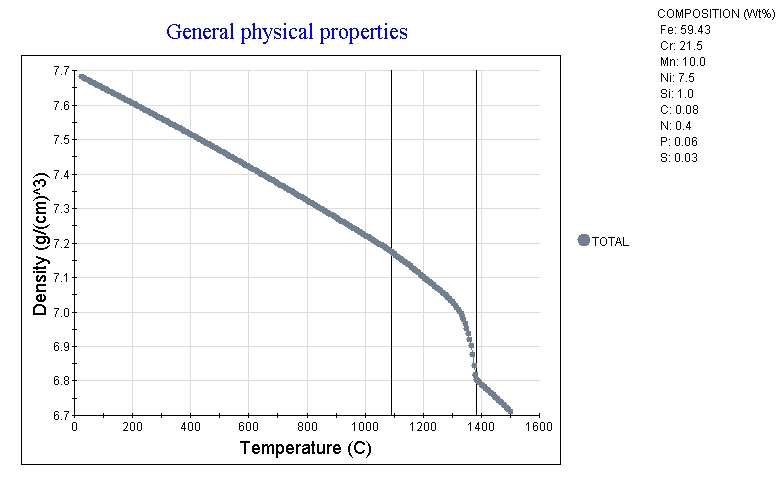 General physical properties
COMPOSITION (Wt%)
Fe: 59.43
Cr: 21.5
Mn: 10.0
Ni: 7.5
Si: 1.0
C: 0.08
N: 0.4
P: 0.06
S: 0.03
Density (g/(cm)^3)
7.7
7.6
7.5
7.4
7.3
7.2
7.1
7.0
6.9
6.8
6.7
0 200 400 600 800 1000 1200 1400 1600
Temperature (C)
TOTAL